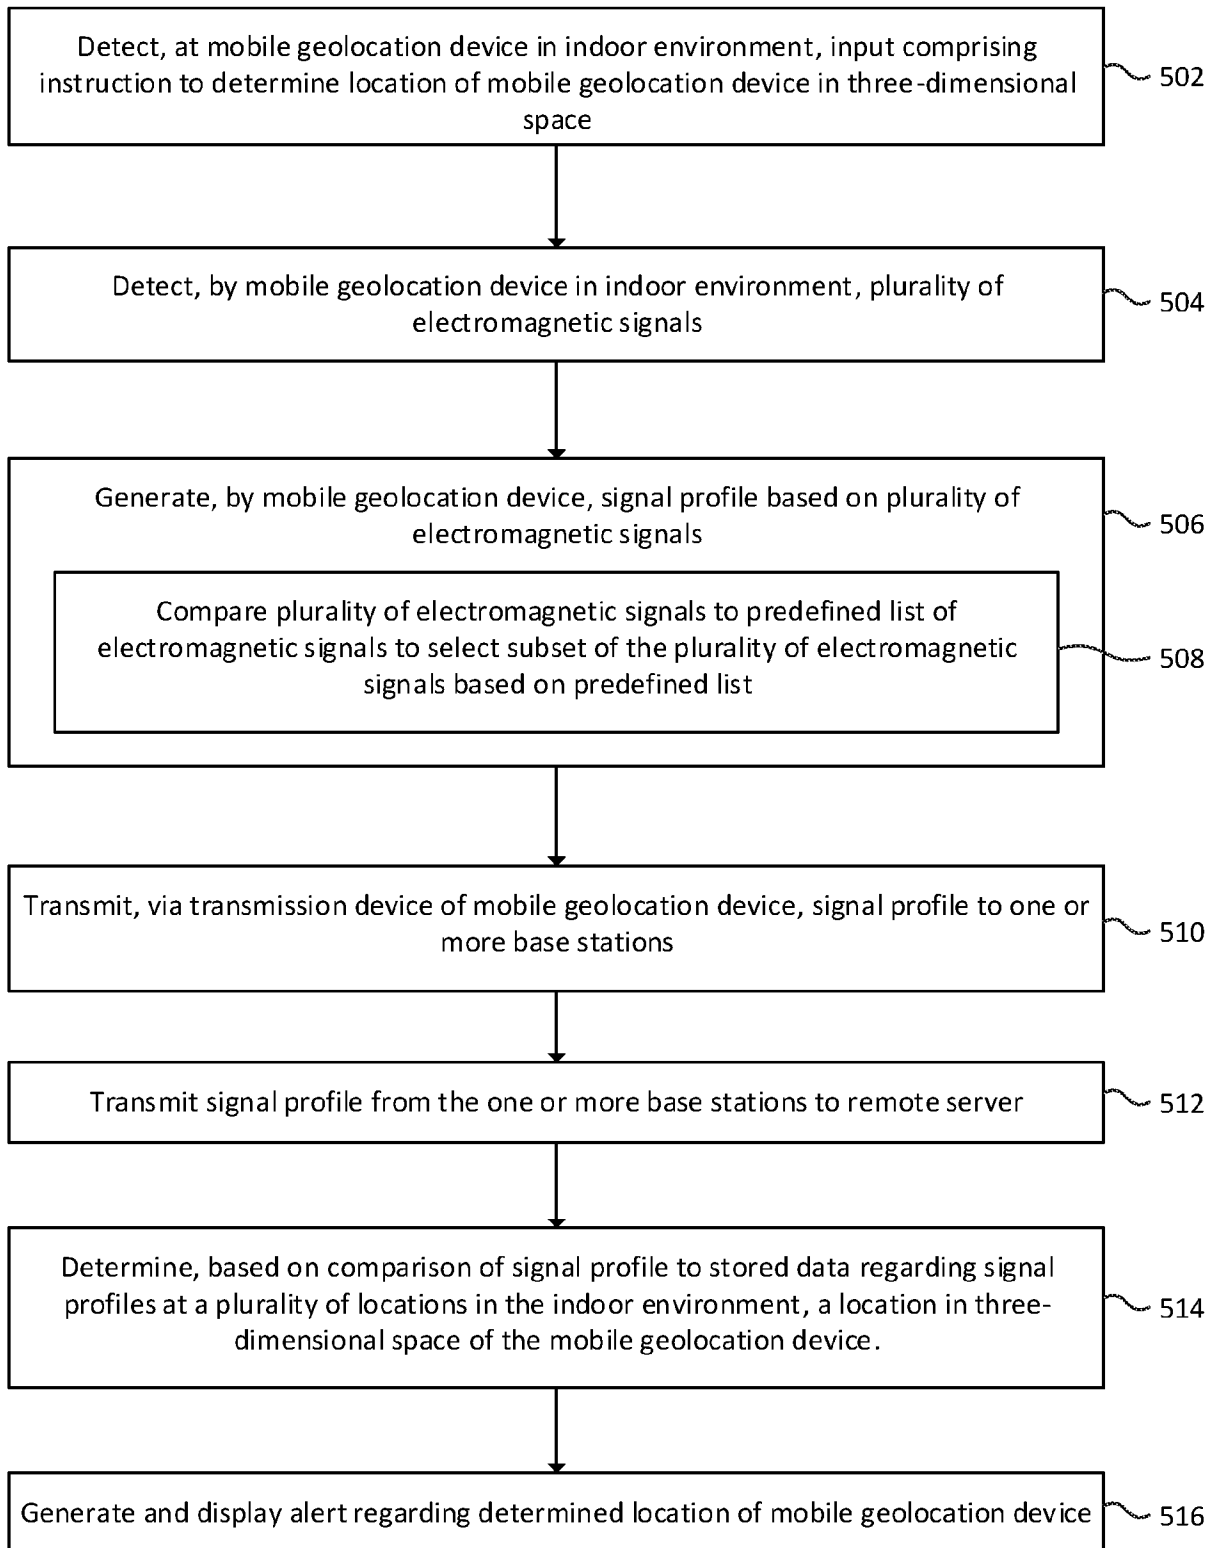 Detect, at mobile geolocation device in indoor environment, input comprising
instruction to determine location of mobile geolocation device in three-dimensional
space
502
Detect, by mobile geolocation device in indoor environment, plurality of
electromagnetic signals
504
Generate, by mobile geolocation device, signal profile based on plurality of
electromagnetic signals
506
Compare plurality of electromagnetic signals to predefined list of
electromagnetic signals to select subset of the plurality of electromagnetic
signals based on predefined list
508
Transmit, via transmission device of mobile geolocation device, signal profile to one or
more base stations
510
Transmit signal profile from the one or more base stations to remote server
512
Determine, based on comparison of signal profile to stored data regarding signal
profiles at a plurality of locations in the indoor environment, a location in three-
dimensional space of the mobile geolocation device.
514
Generate and display alert regarding determined location of mobile geolocation device
516